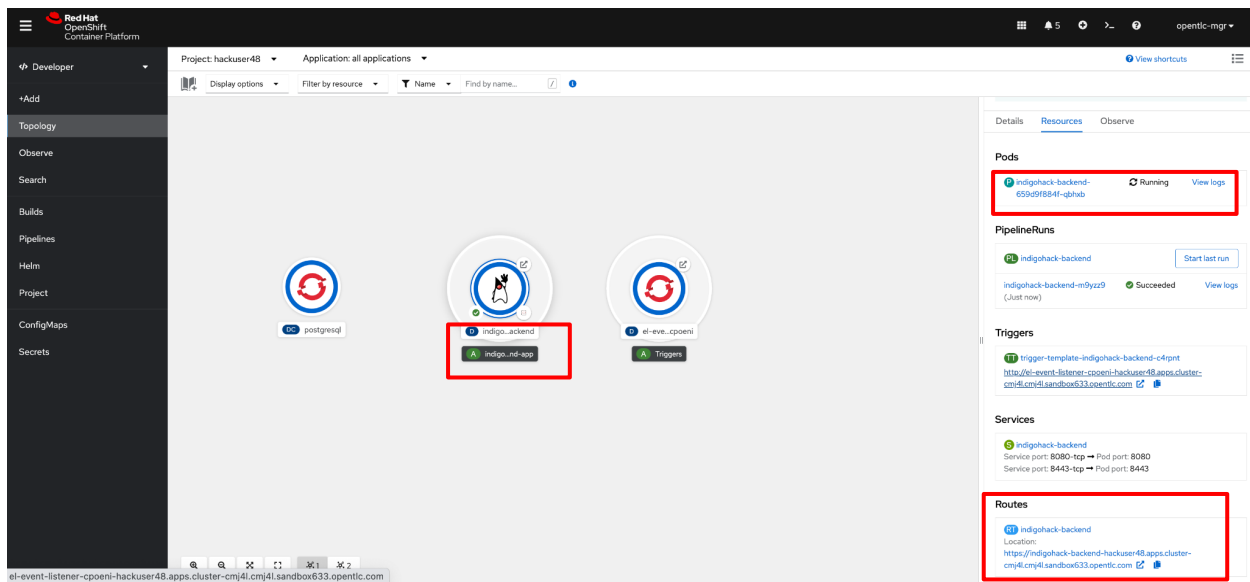 Red Hat
OpenShift
Container Platform
5
opentlc-mgr
Developer
+Add
Topology
Observe
Search
Builds
Pipelines
Helm
Project
ConfigMaps
Secrets
Project: hackuser48
Application: all applications
View shortcuts
Display options
Filter by resource
Name
Find by name...
/
DC postgresql
D indigo...ackend
A indigo...nd-app
D el-eve...cpoeni
A Triggers
1
2
el-event-listener-cpoeni-hackuser48.apps.cluster-cmj4l.cmj4l.sandbox633.opentlc.com
Details Resources Observe
Pods
P indigohack-backend-
659d9f884f-qbhxb
Running
View logs
PipelineRuns
PL indigohack-backend
Start last run
indigohack-backend-m9yzz9
(Just now)
Succeeded
View logs
Triggers
TT trigger-template-indigohack-backend-c4rpnt
http://el-event-listener-cpoeni-hackuser48.apps.cluster-
cmj4l.cmj4l.sandbox633.opentlc.com
Services
S indigohack-backend
Service port: 8080-tcp → Pod port: 8080
Service port: 8443-tcp → Pod port: 8443
Routes
RT indigohack-backend
Location:
https://indigohack-backend-hackuser48.apps.cluster-
cmj4l.cmj4l.sandbox633.opentlc.com